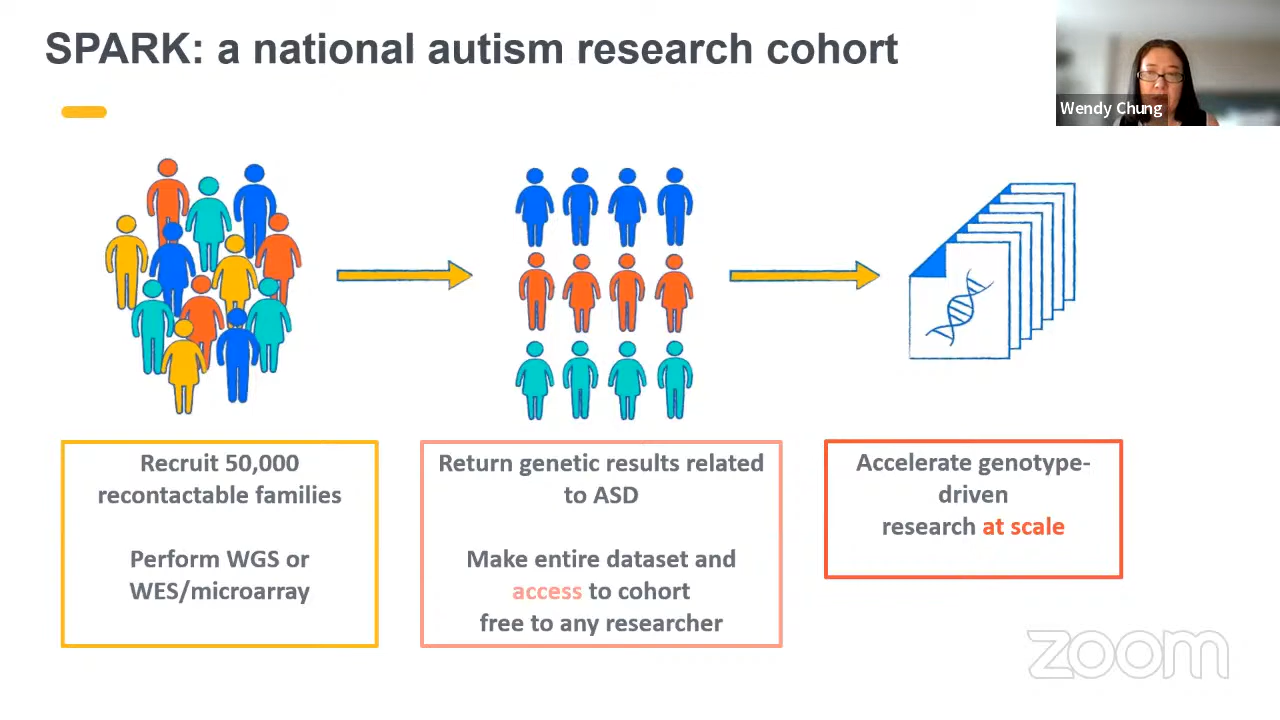 SPARK: a national autism research cohort
Wendy Chung
Recruit 50,000
recontactable families
Perform WGS or
WES/microarray
Return genetic results related
to ASD
Make entire dataset and
access to cohort
free to any researcher
Accelerate genotype-
driven
research at scale
zoom